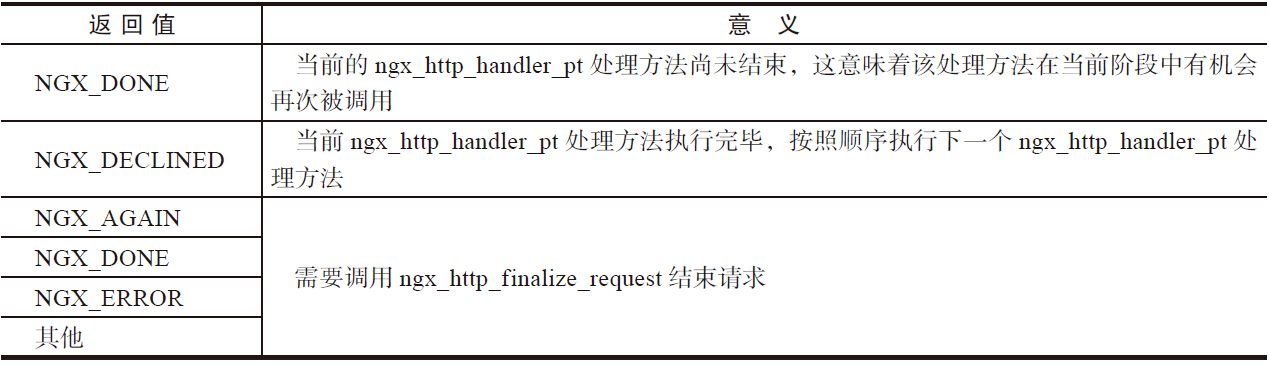 返回值 意义
NGX_DONE 当前的 ngx_http_handler_pt 处理方法尚未结束，这意味着该处理方法在当前阶段中有机会
再次被调用
NGX_DECLINED 当前 ngx_http_handler_pt 处理方法执行完毕，按照顺序执行下一个 ngx_http_handler_pt 处
理方法
NGX_AGAIN
NGX_DONE
NGX_ERROR
其他
需要调用 ngx_http_finalize_request 结束请求